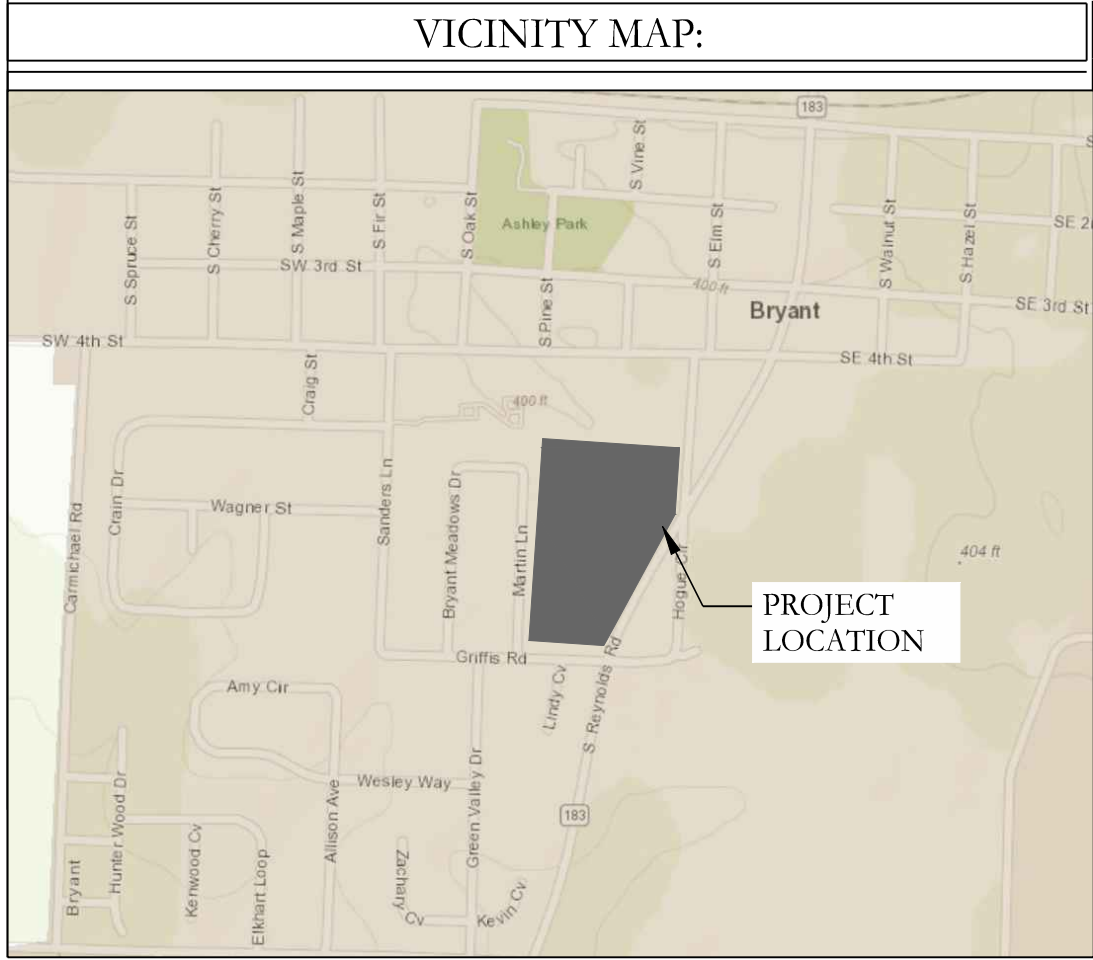 VICINITY MAP:
183
S Vine St
S Maple St
S Cherry St
S Fir St
S Oak St
Ashley Park
S Spruce St
S Elm St
S Walnut St
S Hazel St
SE 2
SW 3rd St
400 ft
S Pine St
Bryant
SE 3rd St
SW 4th St
SE 4th St
Craig St
400 ft
Crain Dr
Wagner St
Sanders Ln
Bryant Meadows Dr
Martin Ln
Carmichael Rd
Hogue Cir
404 ft
PROJECT
LOCATION
Griffis Rd
Amy Cir
Lindy Cv
S Reynolds Rd
Wesley Way
Green Valley Dr
Allison Ave
Hunter Wood Dr
183
Bryant
Kenwood Cv
Elkhart Loop
Zachary Cv
Kevin Cv